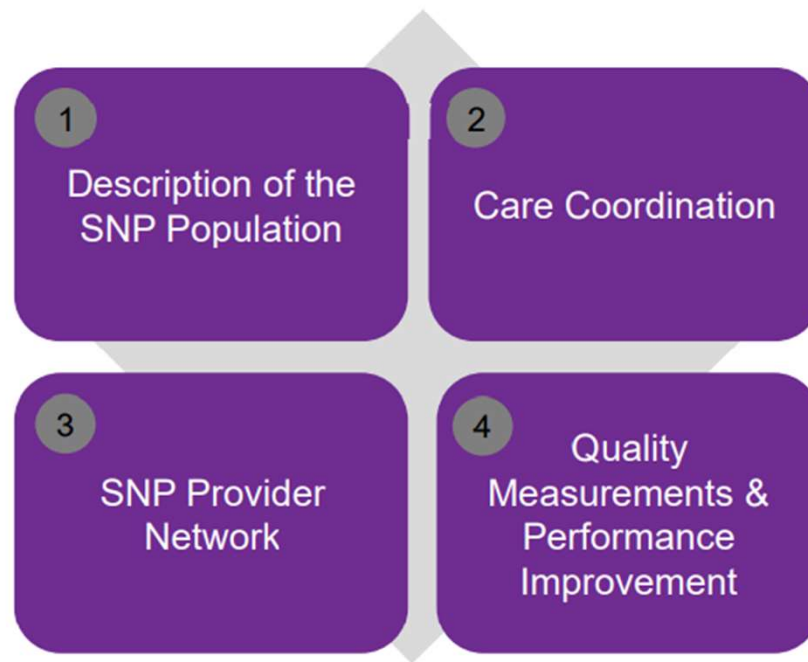 1
Description of the
SNP Population
2
Care Coordination
3
SNP Provider
Network
4
Quality
Measurements &
Performance
Improvement